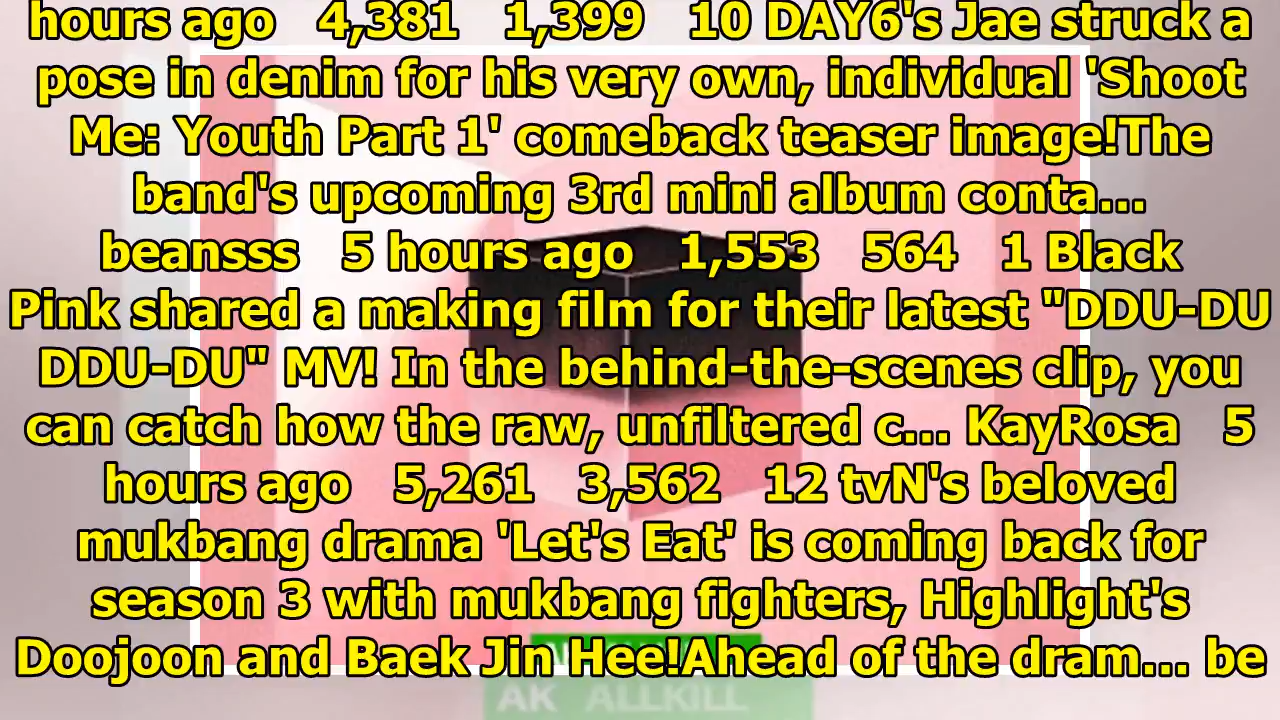 hours ago 4,381 1,399 10 DAY6's Jae struck a
pose in denim for his very own, individual 'Shoot
Me: Youth Part 1' comeback teaser image!The
band's upcoming 3rd mini album conta...
beansss 5 hours ago 1,553 564 1 Black
Pink shared a making film for their latest "DDU-DU
DDU-DU" MV! In the behind-the-scenes clip, you
can catch how the raw, unfiltered c... KayRosa 5
hours ago 5,261 3,562 12 tvN's beloved
mukbang drama 'Let's Eat' is coming back for
season 3 with mukbang fighters, Highlight's
Doojoon and Baek Jin Hee!Ahead of the dram... be
AK ALLKILL